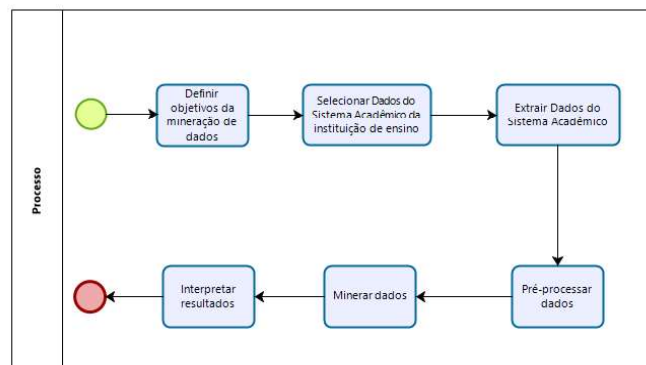 Processo
Definir
objetivos da
mineração de
dados
Selecionar Dados do
Sistema Acadêmico da
instituição de ensino
Extrair Dados do
Sistema Acadêmico
Pré-processar
dados
Minerar dados
Interpretar
resultados